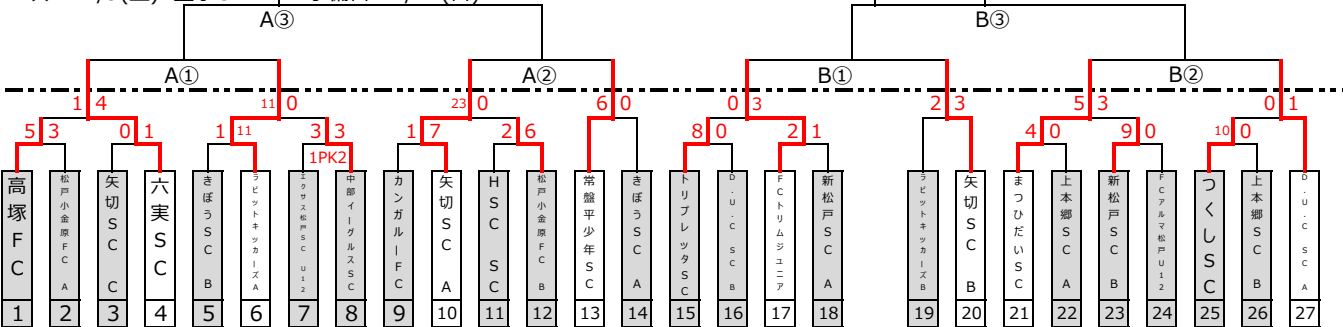 A③
B③
A①
A②
B①
B②
1 4
11 0
23 0
6 0
0 3
2 3
5 3
0 1
5 3
0 1
1 11
3 3
1 7
2 6
8 0
2 1
4 0
9 0
10 0
1PK2
高塚FC
松戸小金原FC A
矢切SC C
六実SC
きぼうSC B
ラビットキッカーズA
エクサス松戸SC U12
中部イーグルスSC
カンガルーFC
矢切SC A
HSC SC
松戸小金原FC B
常盤平少年SC
きぼうSC A
トリプレッタSC
D.U.C SC B
FCトリムジュニア
新松戸SC A
ラビットキッカーズB
矢切SC B
まつひだいSC
上本郷SC A
新松戸SC B
FCアルマ松戸U12
つくしSC
上本郷SC B
D.U.C SC A
1 2 3 4 5 6 7 8 9 10 11 12 13 14 15 16 17 18 19 20 21 22 23 24 25 26 27